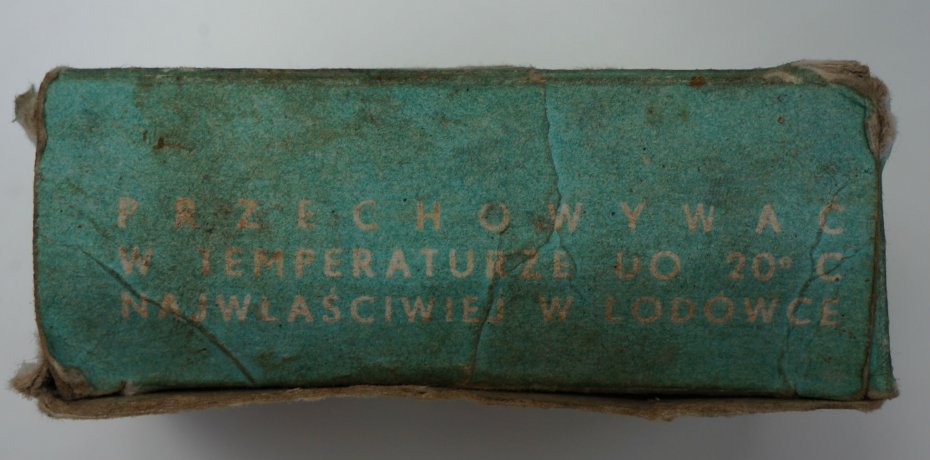 PRZECHOWYWAĆ
W TEMPERATURZE DO 20° C
NAJWŁAŚCIWIEJ W LODÓWCE